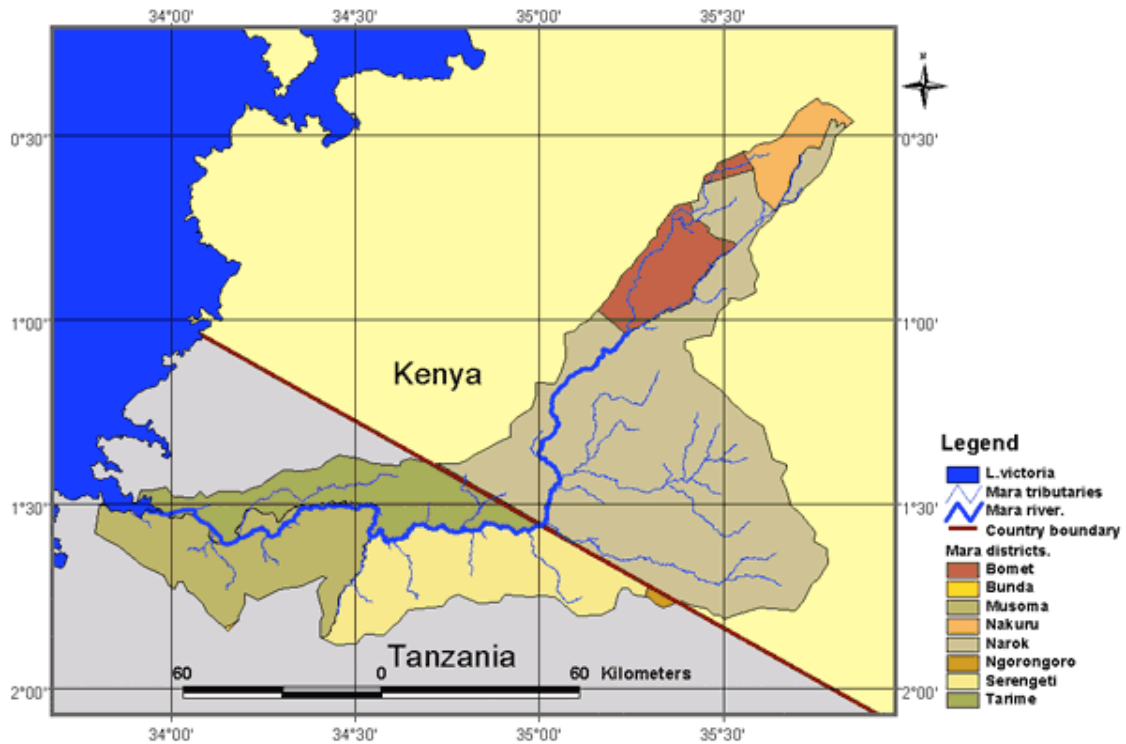 34°00' 34°30' 35°00' 35°30'
0°30' 0°30'
1°00' 1°00'
Kenya
1°30' 1°30'
Tanzania
60 0 60 Kilometers
2°00' 2°00'
34°00' 34°30' 35°00' 35°30'
N
Legend
L.victoria
Mara tributaries
Mara river.
Country boundary
Mara districts.
Bomet
Bunda
Musoma
Nakuru
Narok
Ngorongoro
Serengeti
Tarime